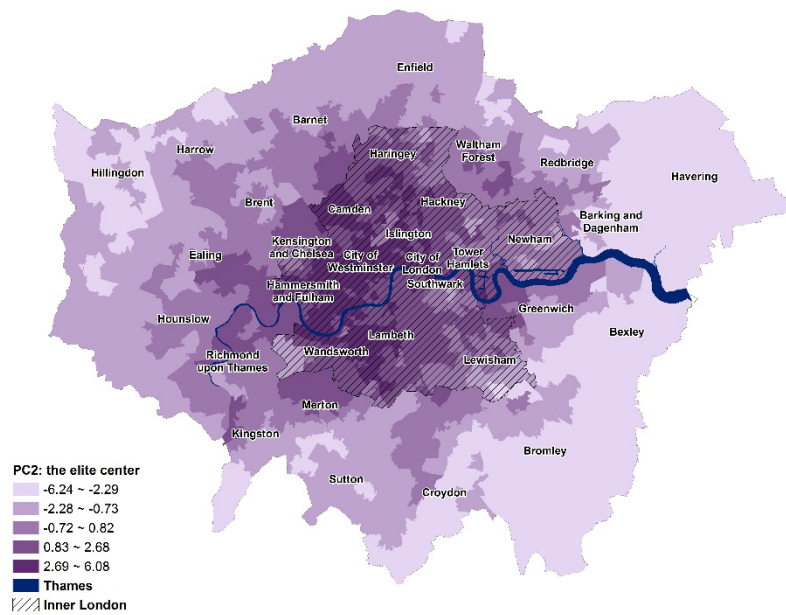 Enfield
Barnet
Haringey
Waltham
Forest
Harrow
Redbridge
Havering
Hillingdon
Brent
Camden
Hackney
Islington
Barking and
Dagenham
Kensington
and Chelsea
City of
Westminster
City of
London
Tower
Hamlets
Newham
Ealing
Hammersmith
and Fulham
Southwark
Greenwich
Hounslow
Bexley
Lambeth
Richmond
upon Thames
Wandsworth
Lewisham
Merton
Kingston
Bromley
Sutton
Croydon
PC2: the elite center
-6.24 ~ -2.29
-2.28 ~ -0.73
-0.72 ~ 0.82
0.83 ~ 2.68
2.69 ~ 6.08
Thames
Inner London